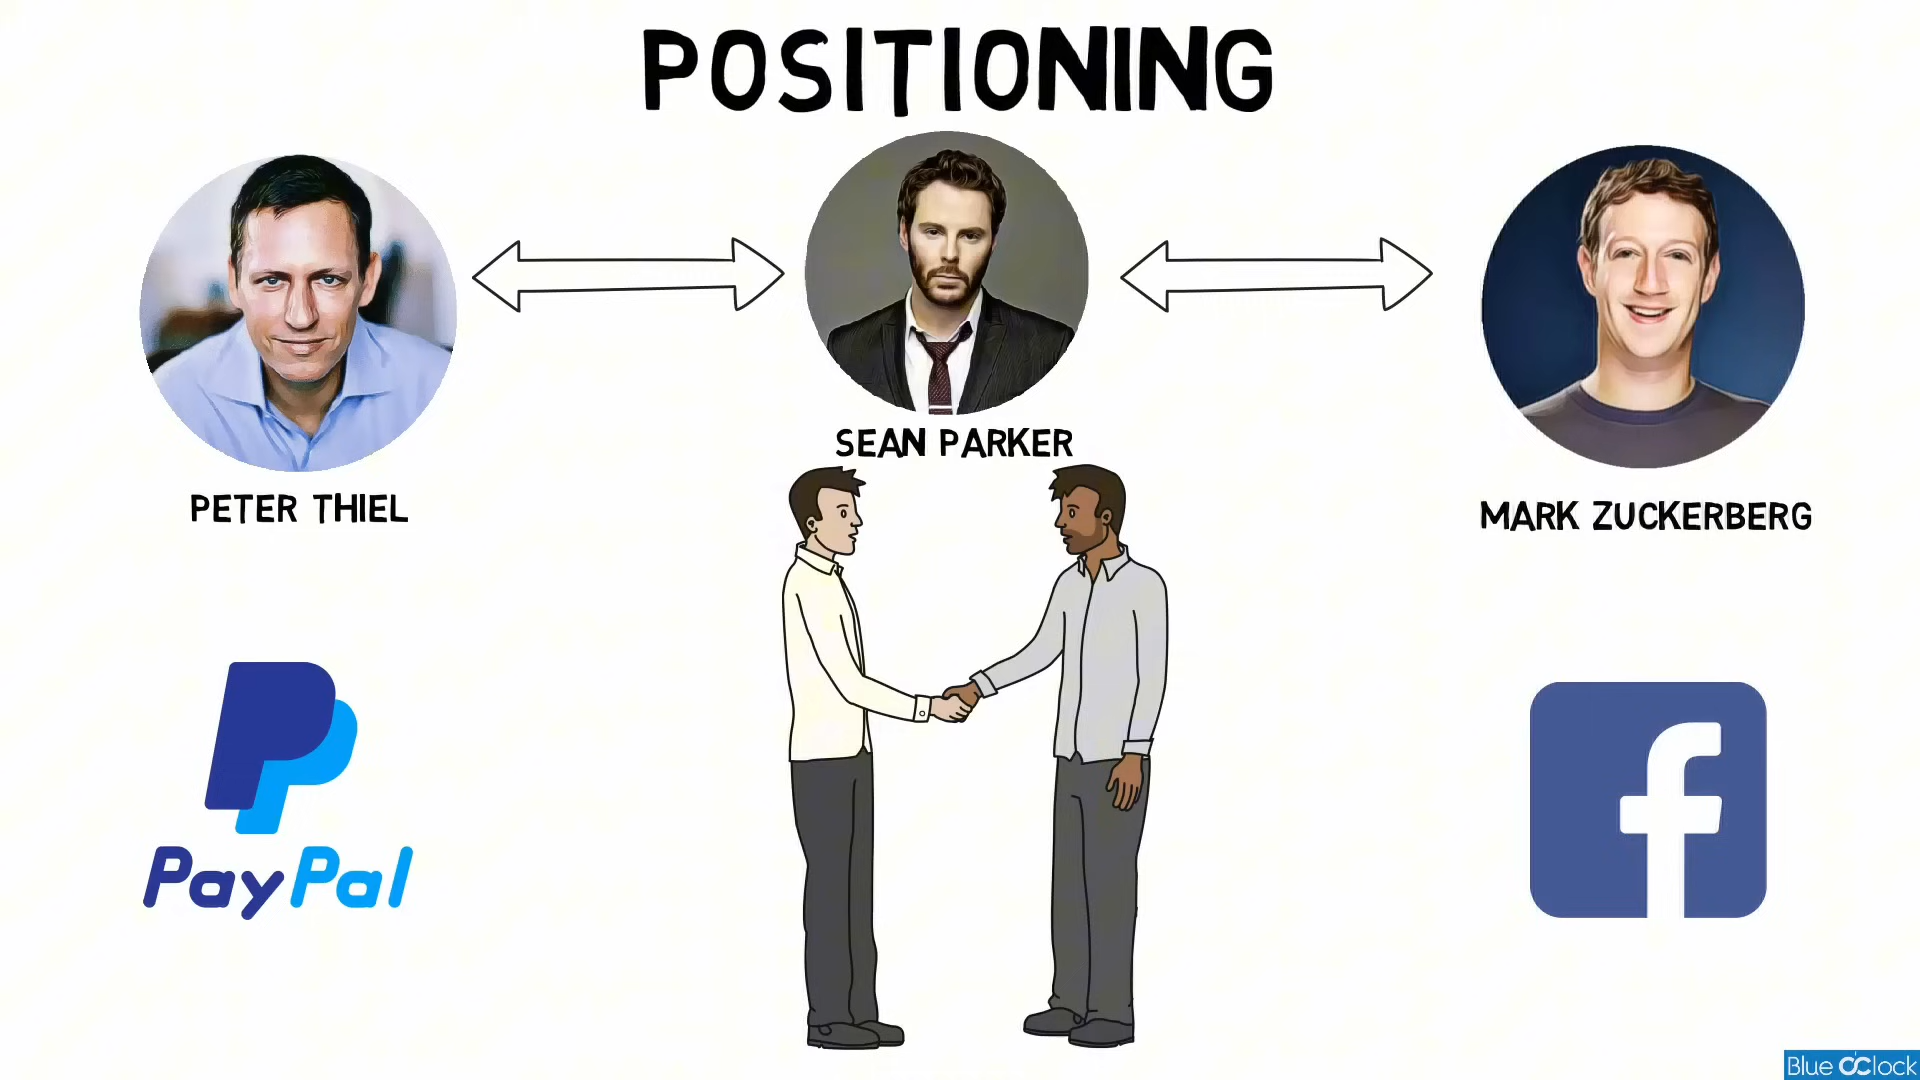 POSITIONING
SEAN PARKER
PETER THIEL
MARK ZUCKERBERG
PayPal
Blue O'Clock